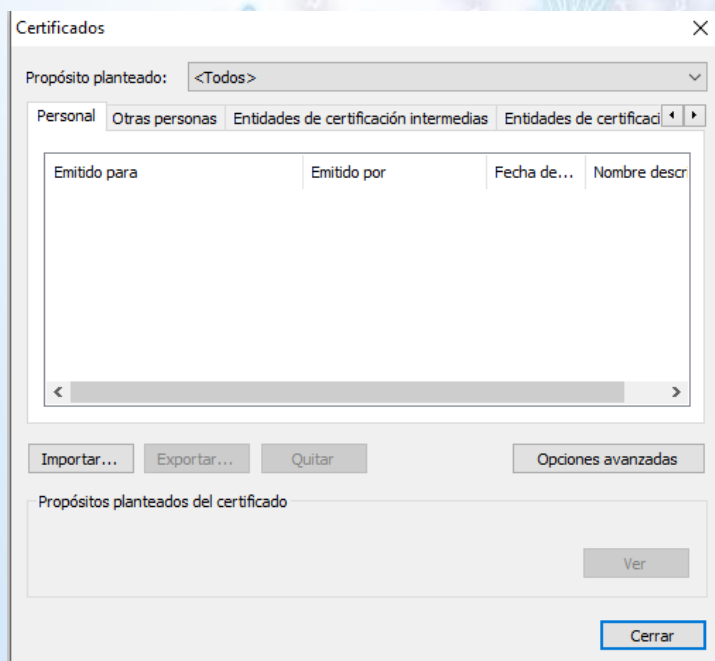 Certificados
Propósito planteado: <Todos>
Personal Otras personas Entidades de certificación intermedias Entidades de certificaci
Emitido para Emitido por Fecha de... Nombre descr
Importar... Exportar... Quitar Opciones avanzadas
Propósitos planteados del certificado
Ver
Cerrar